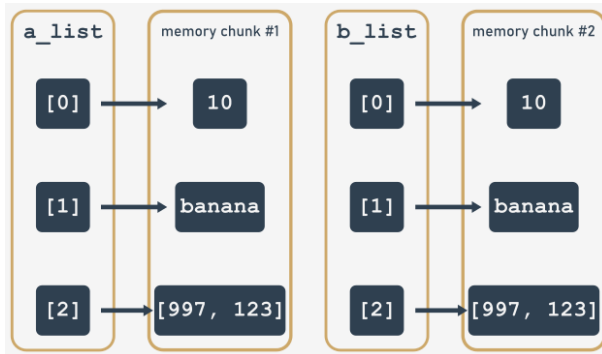 a_list memory chunk #1 b_list memory chunk #2
[0] 10 [0] 10
[1] banana [1] banana
[2] [997, 123] [2] [997, 123]